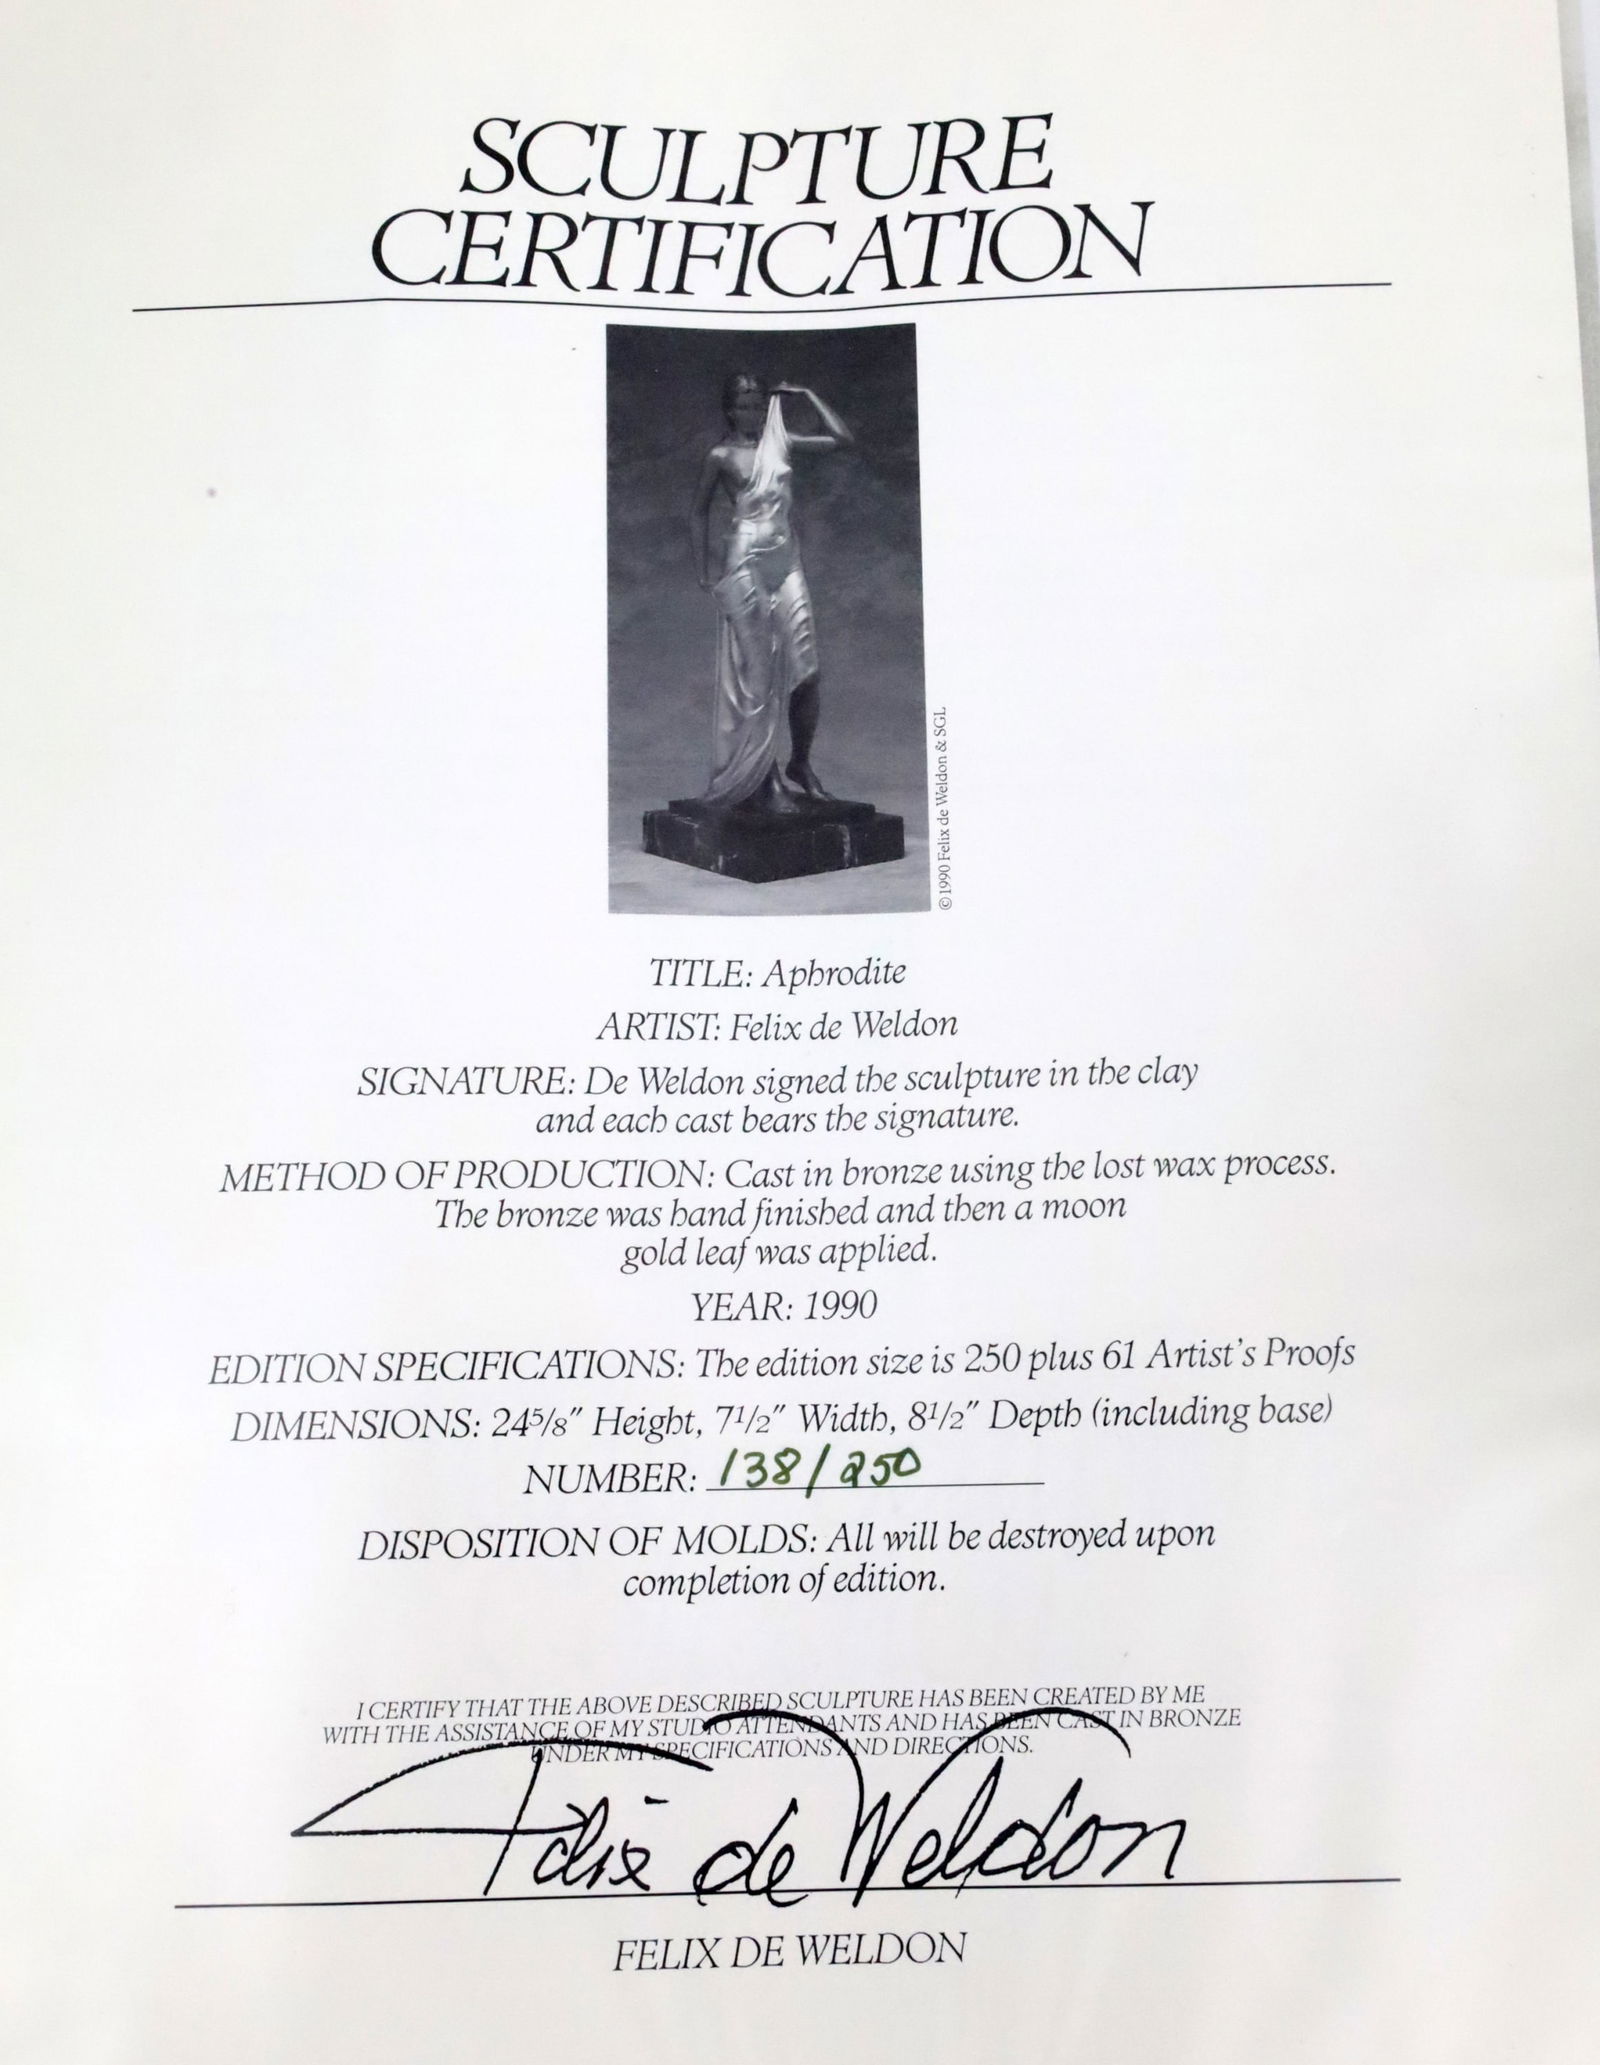 SCULPTURE
CERTIFICATION
©1990 Felix de Weldon & SGL
TITLE: Aphrodite
ARTIST: Felix de Weldon
SIGNATURE: De Weldon signed the sculpture in the clay
and each cast bears the signature.
METHOD OF PRODUCTION: Cast in bronze using the lost wax process.
The bronze was hand finished and then a moon
gold leaf was applied.
YEAR: 1990
EDITION SPECIFICATIONS: The edition size is 250 plus 61 Artist's Proofs
DIMENSIONS: 24⅝" Height, 7½" Width, 8½" Depth (including base)
NUMBER: 138/250
DISPOSITION OF MOLDS: All will be destroyed upon
completion of edition.
I CERTIFY THAT THE ABOVE DESCRIBED SCULPTURE HAS BEEN CREATED BY ME
WITH THE ASSISTANCE OF MY STUDIO ATTENDANTS AND HAS BEEN CAST IN BRONZE
UNDER MY SPECIFICATIONS AND DIRECTIONS.
Felix de Weldon
FELIX DE WELDON